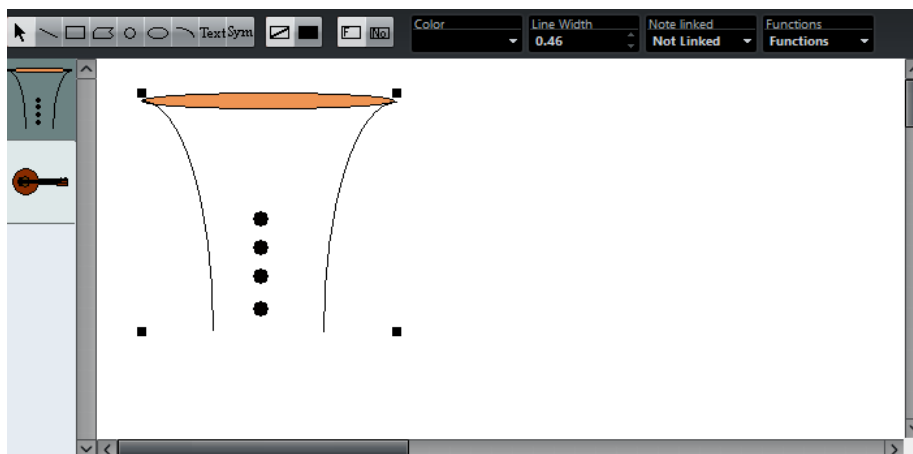 Text Sym F No Color Line Width Note linked Functions
0.46 Not Linked Functions